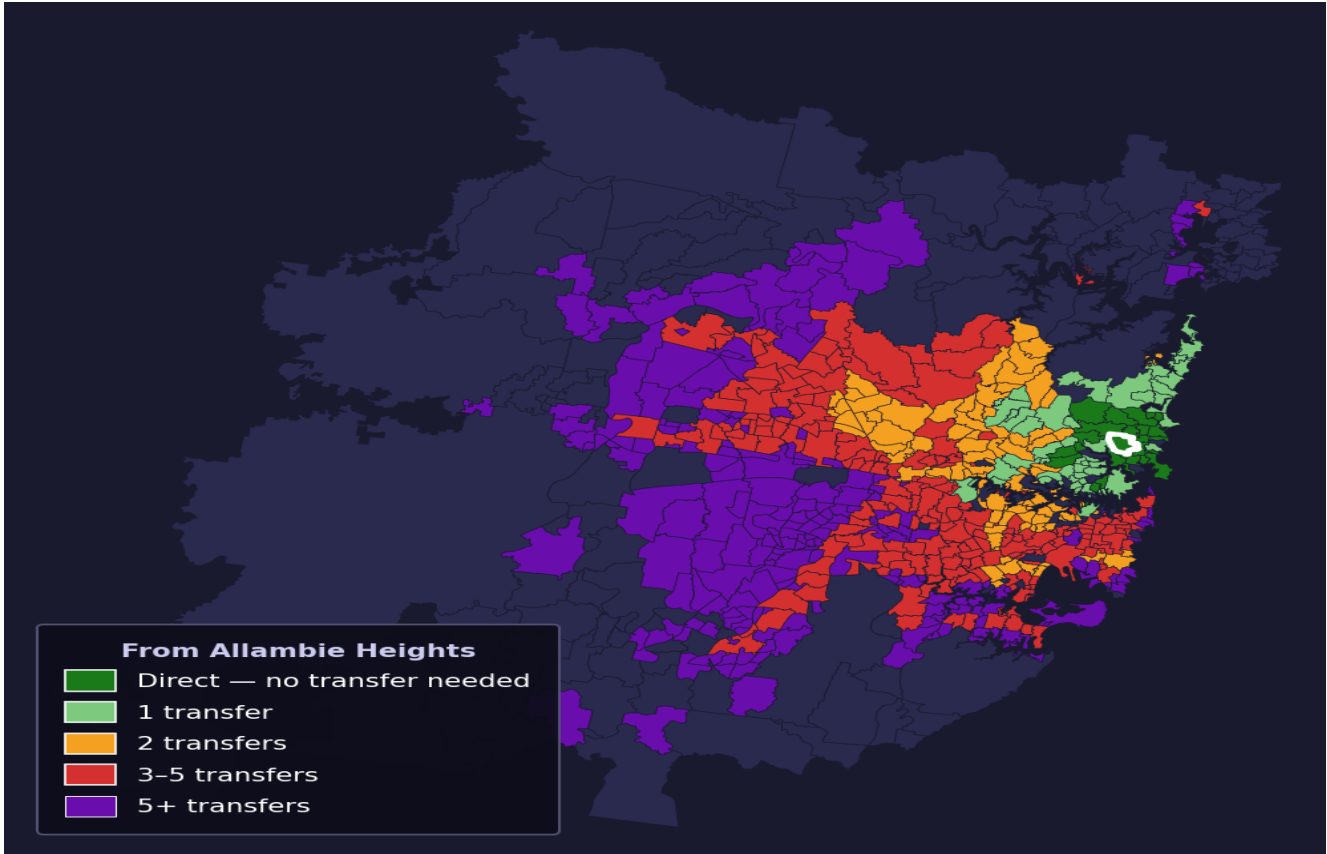 From Allambie Heights
Direct — no transfer needed
1 transfer
2 transfers
3–5 transfers
5+ transfers